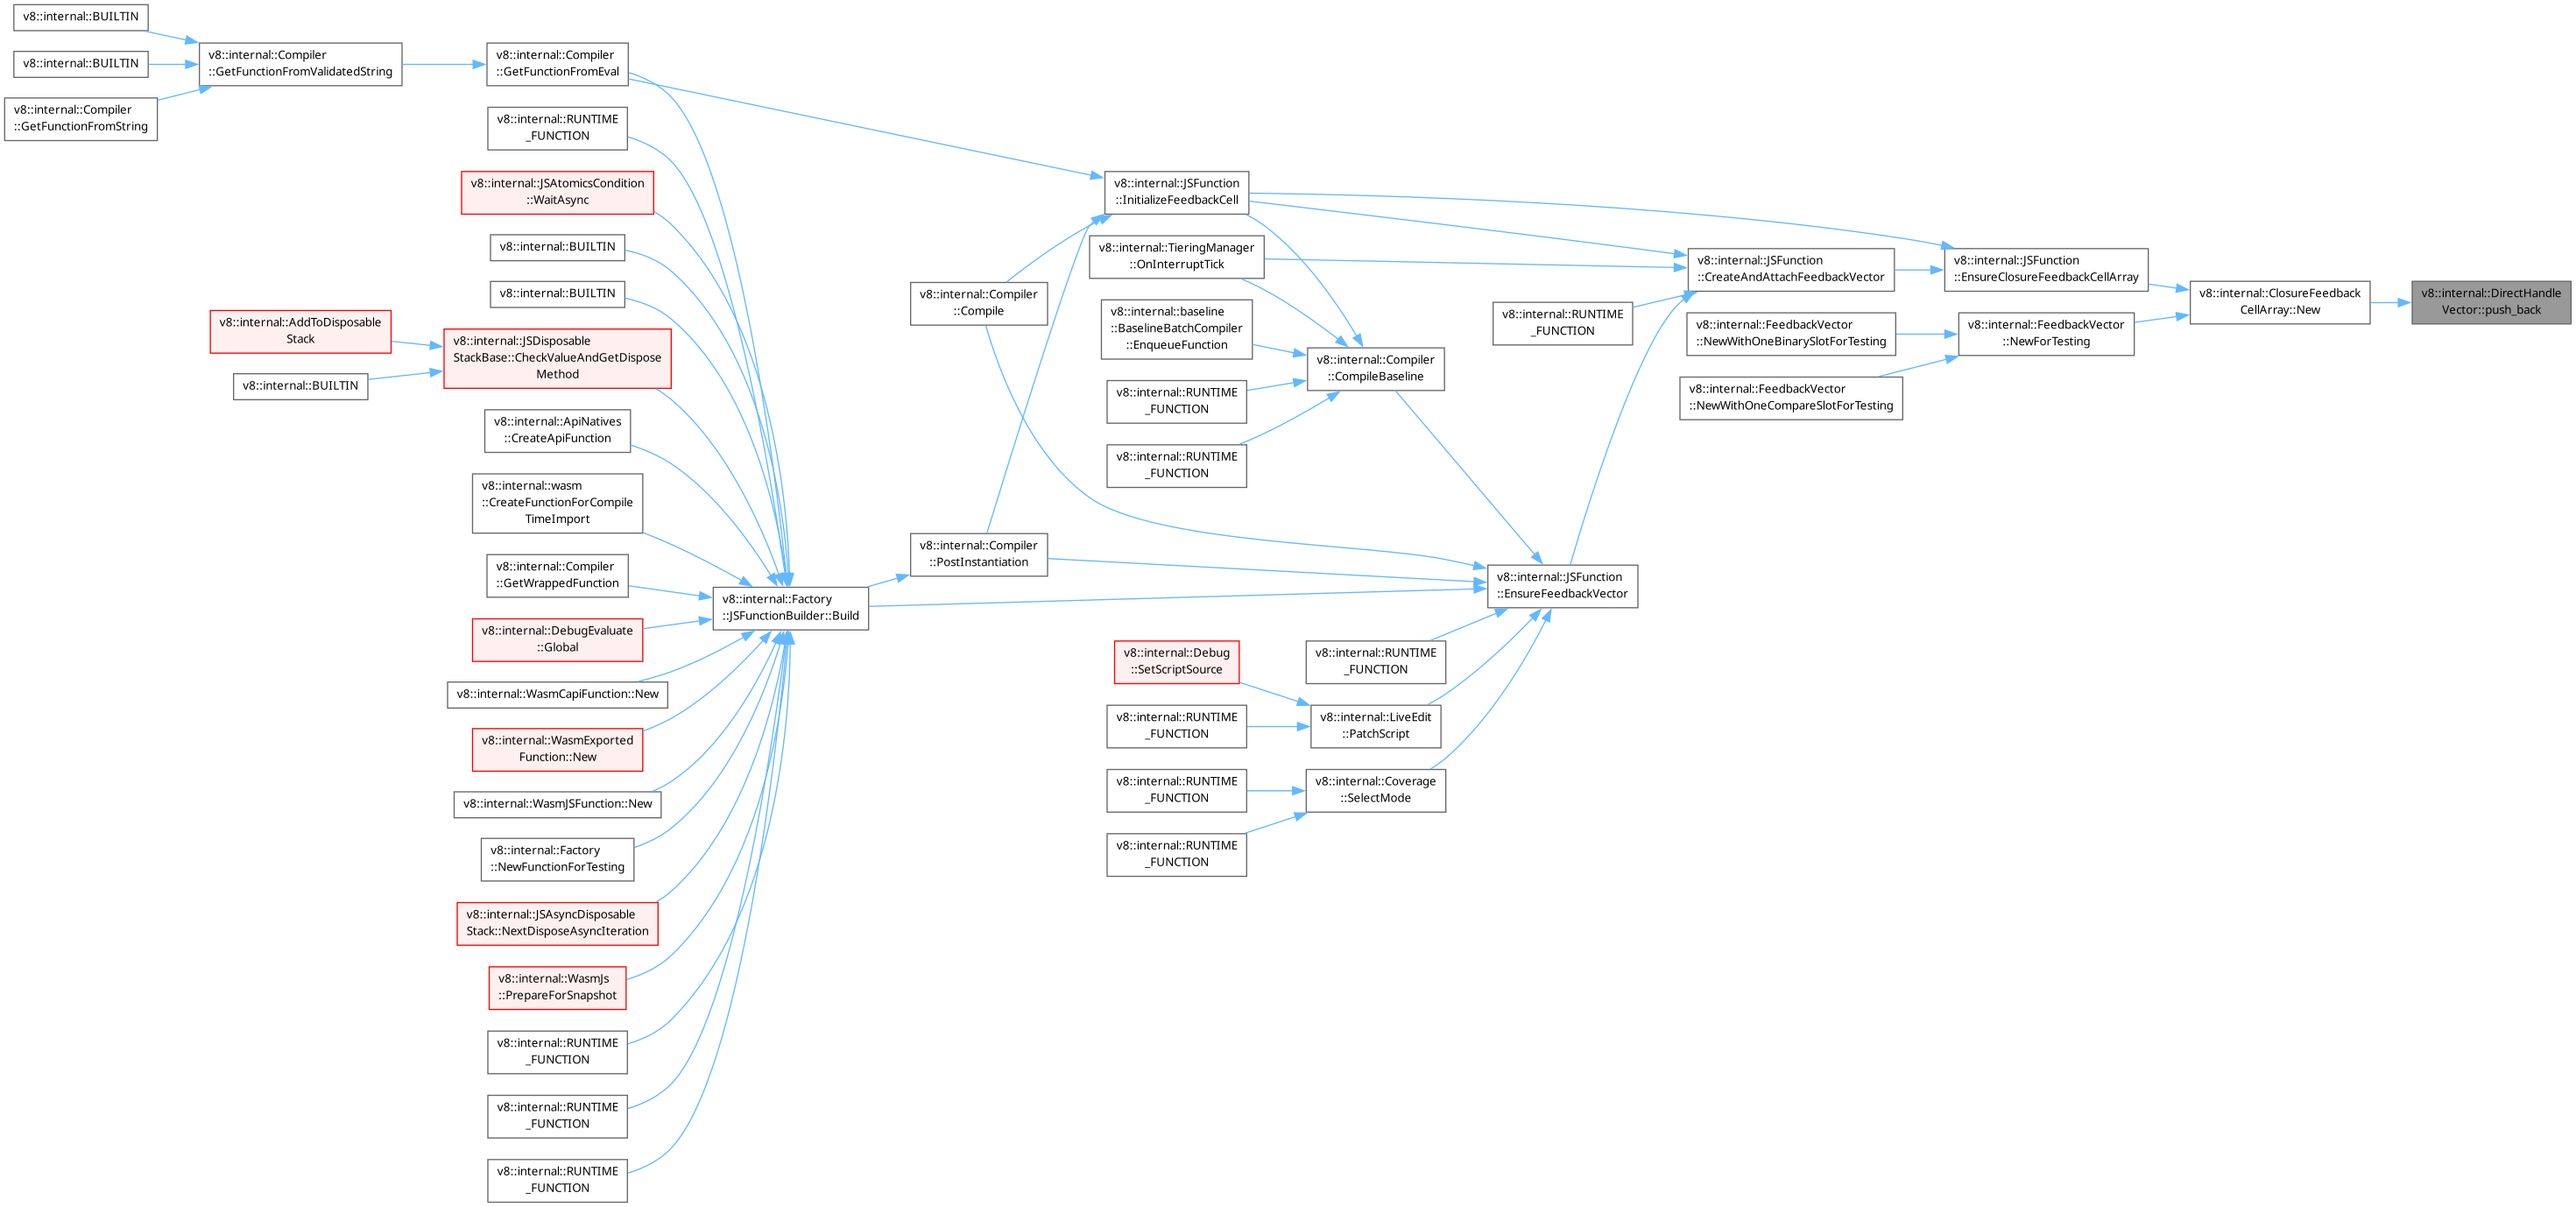 v8::internal::BUILTIN
v8::internal::BUILTIN
v8::internal::Compiler
::GetFunctionFromString
v8::internal::Compiler
::GetFunctionFromValidatedString
v8::internal::AddToDisposable
Stack
v8::internal::BUILTIN
v8::internal::Compiler
::GetFunctionFromEval
v8::internal::RUNTIME
_FUNCTION
v8::internal::JSAtomicsCondition
::WaitAsync
v8::internal::BUILTIN
v8::internal::BUILTIN
v8::internal::JSDisposable
StackBase::CheckValueAndGetDispose
Method
v8::internal::ApiNatives
::CreateApiFunction
v8::internal::wasm
::CreateFunctionForCompile
TimeImport
v8::internal::Compiler
::GetWrappedFunction
v8::internal::DebugEvaluate
::Global
v8::internal::WasmCapiFunction::New
v8::internal::WasmExported
Function::New
v8::internal::WasmJSFunction::New
v8::internal::Factory
::NewFunctionForTesting
v8::internal::JSAsyncDisposable
Stack::NextDisposeAsyncIteration
v8::internal::WasmJs
::PrepareForSnapshot
v8::internal::RUNTIME
_FUNCTION
v8::internal::RUNTIME
_FUNCTION
v8::internal::RUNTIME
_FUNCTION
v8::internal::Factory
::JSFunctionBuilder::Build
v8::internal::Compiler
::Compile
v8::internal::Compiler
::PostInstantiation
v8::internal::JSFunction
::InitializeFeedbackCell
v8::internal::TieringManager
::OnInterruptTick
v8::internal::baseline
::BaselineBatchCompiler
::EnqueueFunction
v8::internal::RUNTIME
_FUNCTION
v8::internal::RUNTIME
_FUNCTION
v8::internal::Debug
::SetScriptSource
v8::internal::RUNTIME
_FUNCTION
v8::internal::RUNTIME
_FUNCTION
v8::internal::RUNTIME
_FUNCTION
v8::internal::Compiler
::CompileBaseline
v8::internal::RUNTIME
_FUNCTION
v8::internal::LiveEdit
::PatchScript
v8::internal::Coverage
::SelectMode
v8::internal::RUNTIME
_FUNCTION
v8::internal::JSFunction
::EnsureFeedbackVector
v8::internal::JSFunction
::CreateAndAttachFeedbackVector
v8::internal::FeedbackVector
::NewWithOneBinarySlotForTesting
v8::internal::FeedbackVector
::NewWithOneCompareSlotForTesting
v8::internal::JSFunction
::EnsureClosureFeedbackCellArray
v8::internal::FeedbackVector
::NewForTesting
v8::internal::ClosureFeedback
CellArray::New
v8::internal::DirectHandle
Vector::push_back